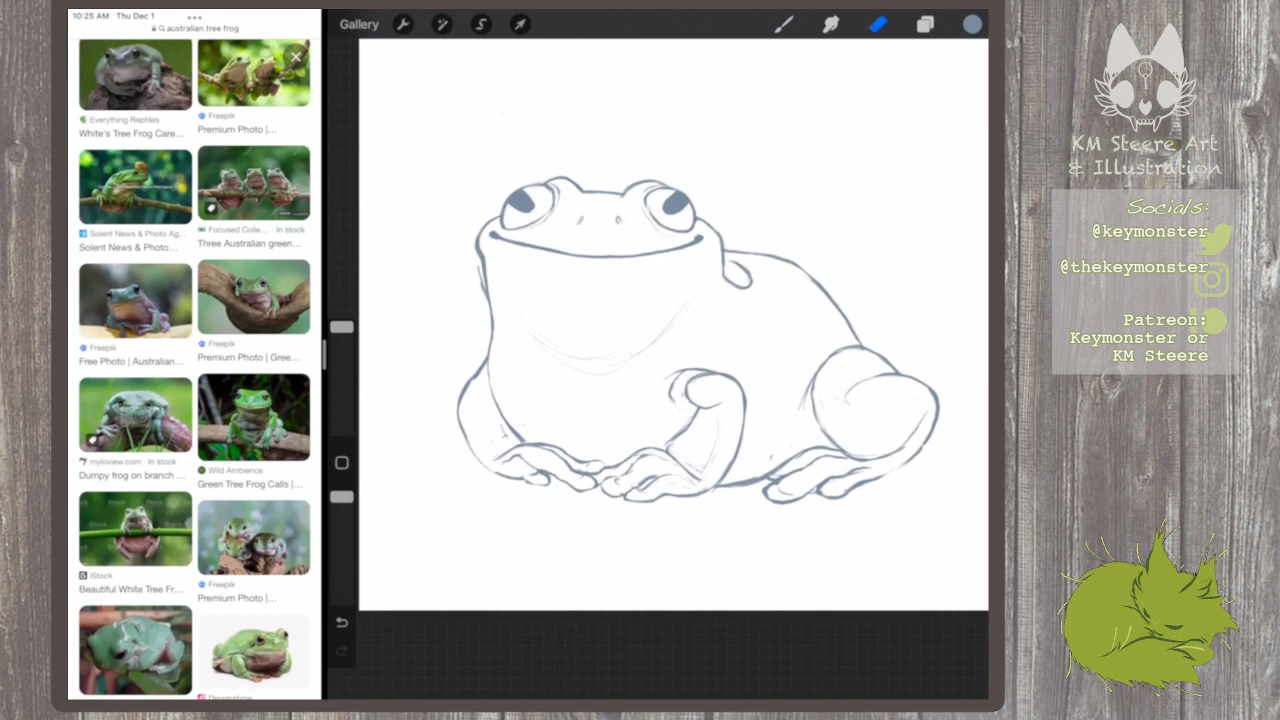 10:25 AM Thu Dec 1
australian tree frog
Everything Reptiles
White's Tree Frog Care...
Freepik
Premium Photo |...
Solent News & Photo Ag...
Solent News & Photo...
Focused Colle... · In stock
Three Australian green...
Freepik
Free Photo | Australian...
Freepik
Premium Photo | Gree...
myloview.com · In stock
Dumpy frog on branch ...
Wild Ambience
Green Tree Frog Calls |...
iStock
Beautiful White Tree Fr...
Freepik
Premium Photo |...
Dreamstime
Gallery
KM Steere Art
& Illustration
Socials:
@keymonster
@thekeymonster
Patreon:
Keymonster or
KM Steere